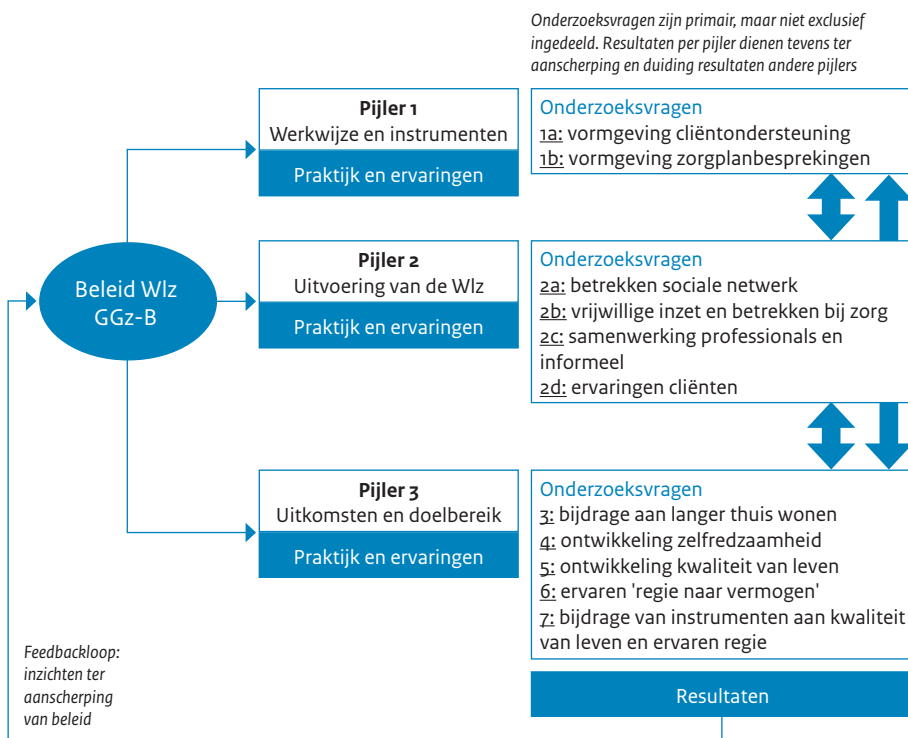 Onderzoeksvragen zijn primair, maar niet exclusief
ingedeeld. Resultaten per pijler dienen tevens ter
aanscherping en duiding resultaten andere pijlers
Pijler 1
Werkwijze en instrumenten
Praktijk en ervaringen
Onderzoeksvragen
1a: vormgeving cliëntondersteuning
1b: vormgeving zorgplanbesprekingen
Beleid Wlz
GGz-B
Pijler 2
Uitvoering van de Wlz
Praktijk en ervaringen
Onderzoeksvragen
2a: betrekken sociale netwerk
2b: vrijwillige inzet en betrekken bij zorg
2c: samenwerking professionals en
informeel
2d: ervaringen cliënten
Pijler 3
Uitkomsten en doelbereik
Praktijk en ervaringen
Onderzoeksvragen
3: bijdrage aan langer thuis wonen
4: ontwikkeling zelfredzaamheid
5: ontwikkeling kwaliteit van leven
6: ervaren 'regie naar vermogen'
7: bijdrage van instrumenten aan kwaliteit
van leven en ervaren regie
Feedbackloop:
inzichten ter
aanscherping
van beleid
Resultaten